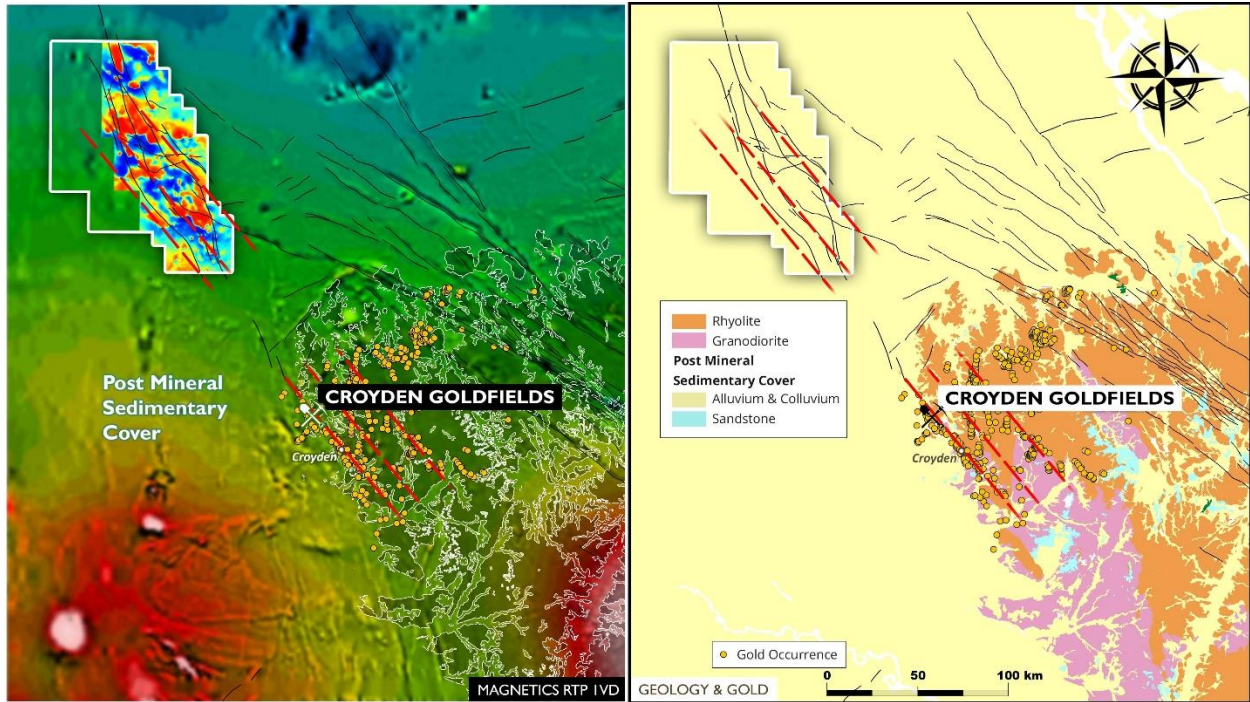 Post Mineral
Sedimentary
Cover
CROYDEN GOLDFIELDS
Croyden
MAGNETICS RTP 1VD
Rhyolite
Granodiorite
Post Mineral
Sedimentary Cover
Alluvium & Colluvium
Sandstone
CROYDEN GOLDFIELDS
Croyden
Gold Occurrence
GEOLOGY & GOLD
0 50 100 km